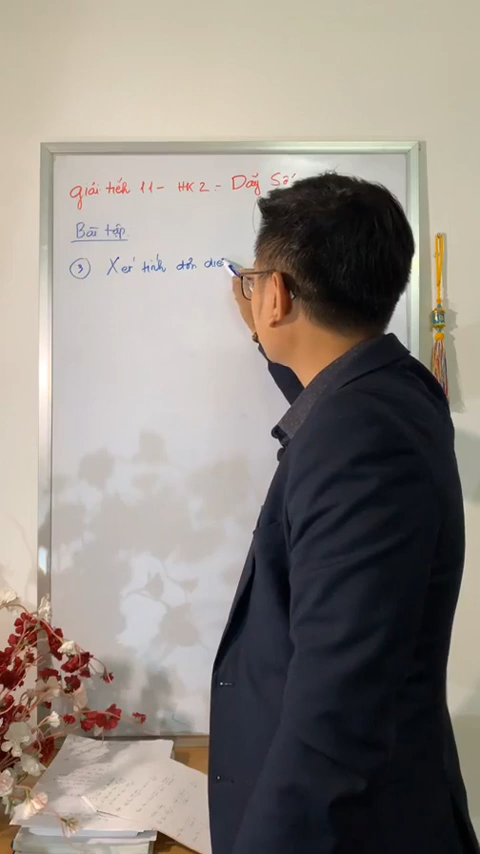 giải tích 11 - HK2 - Dãy Số
Bài tập
3 Xét tính đơn điệ